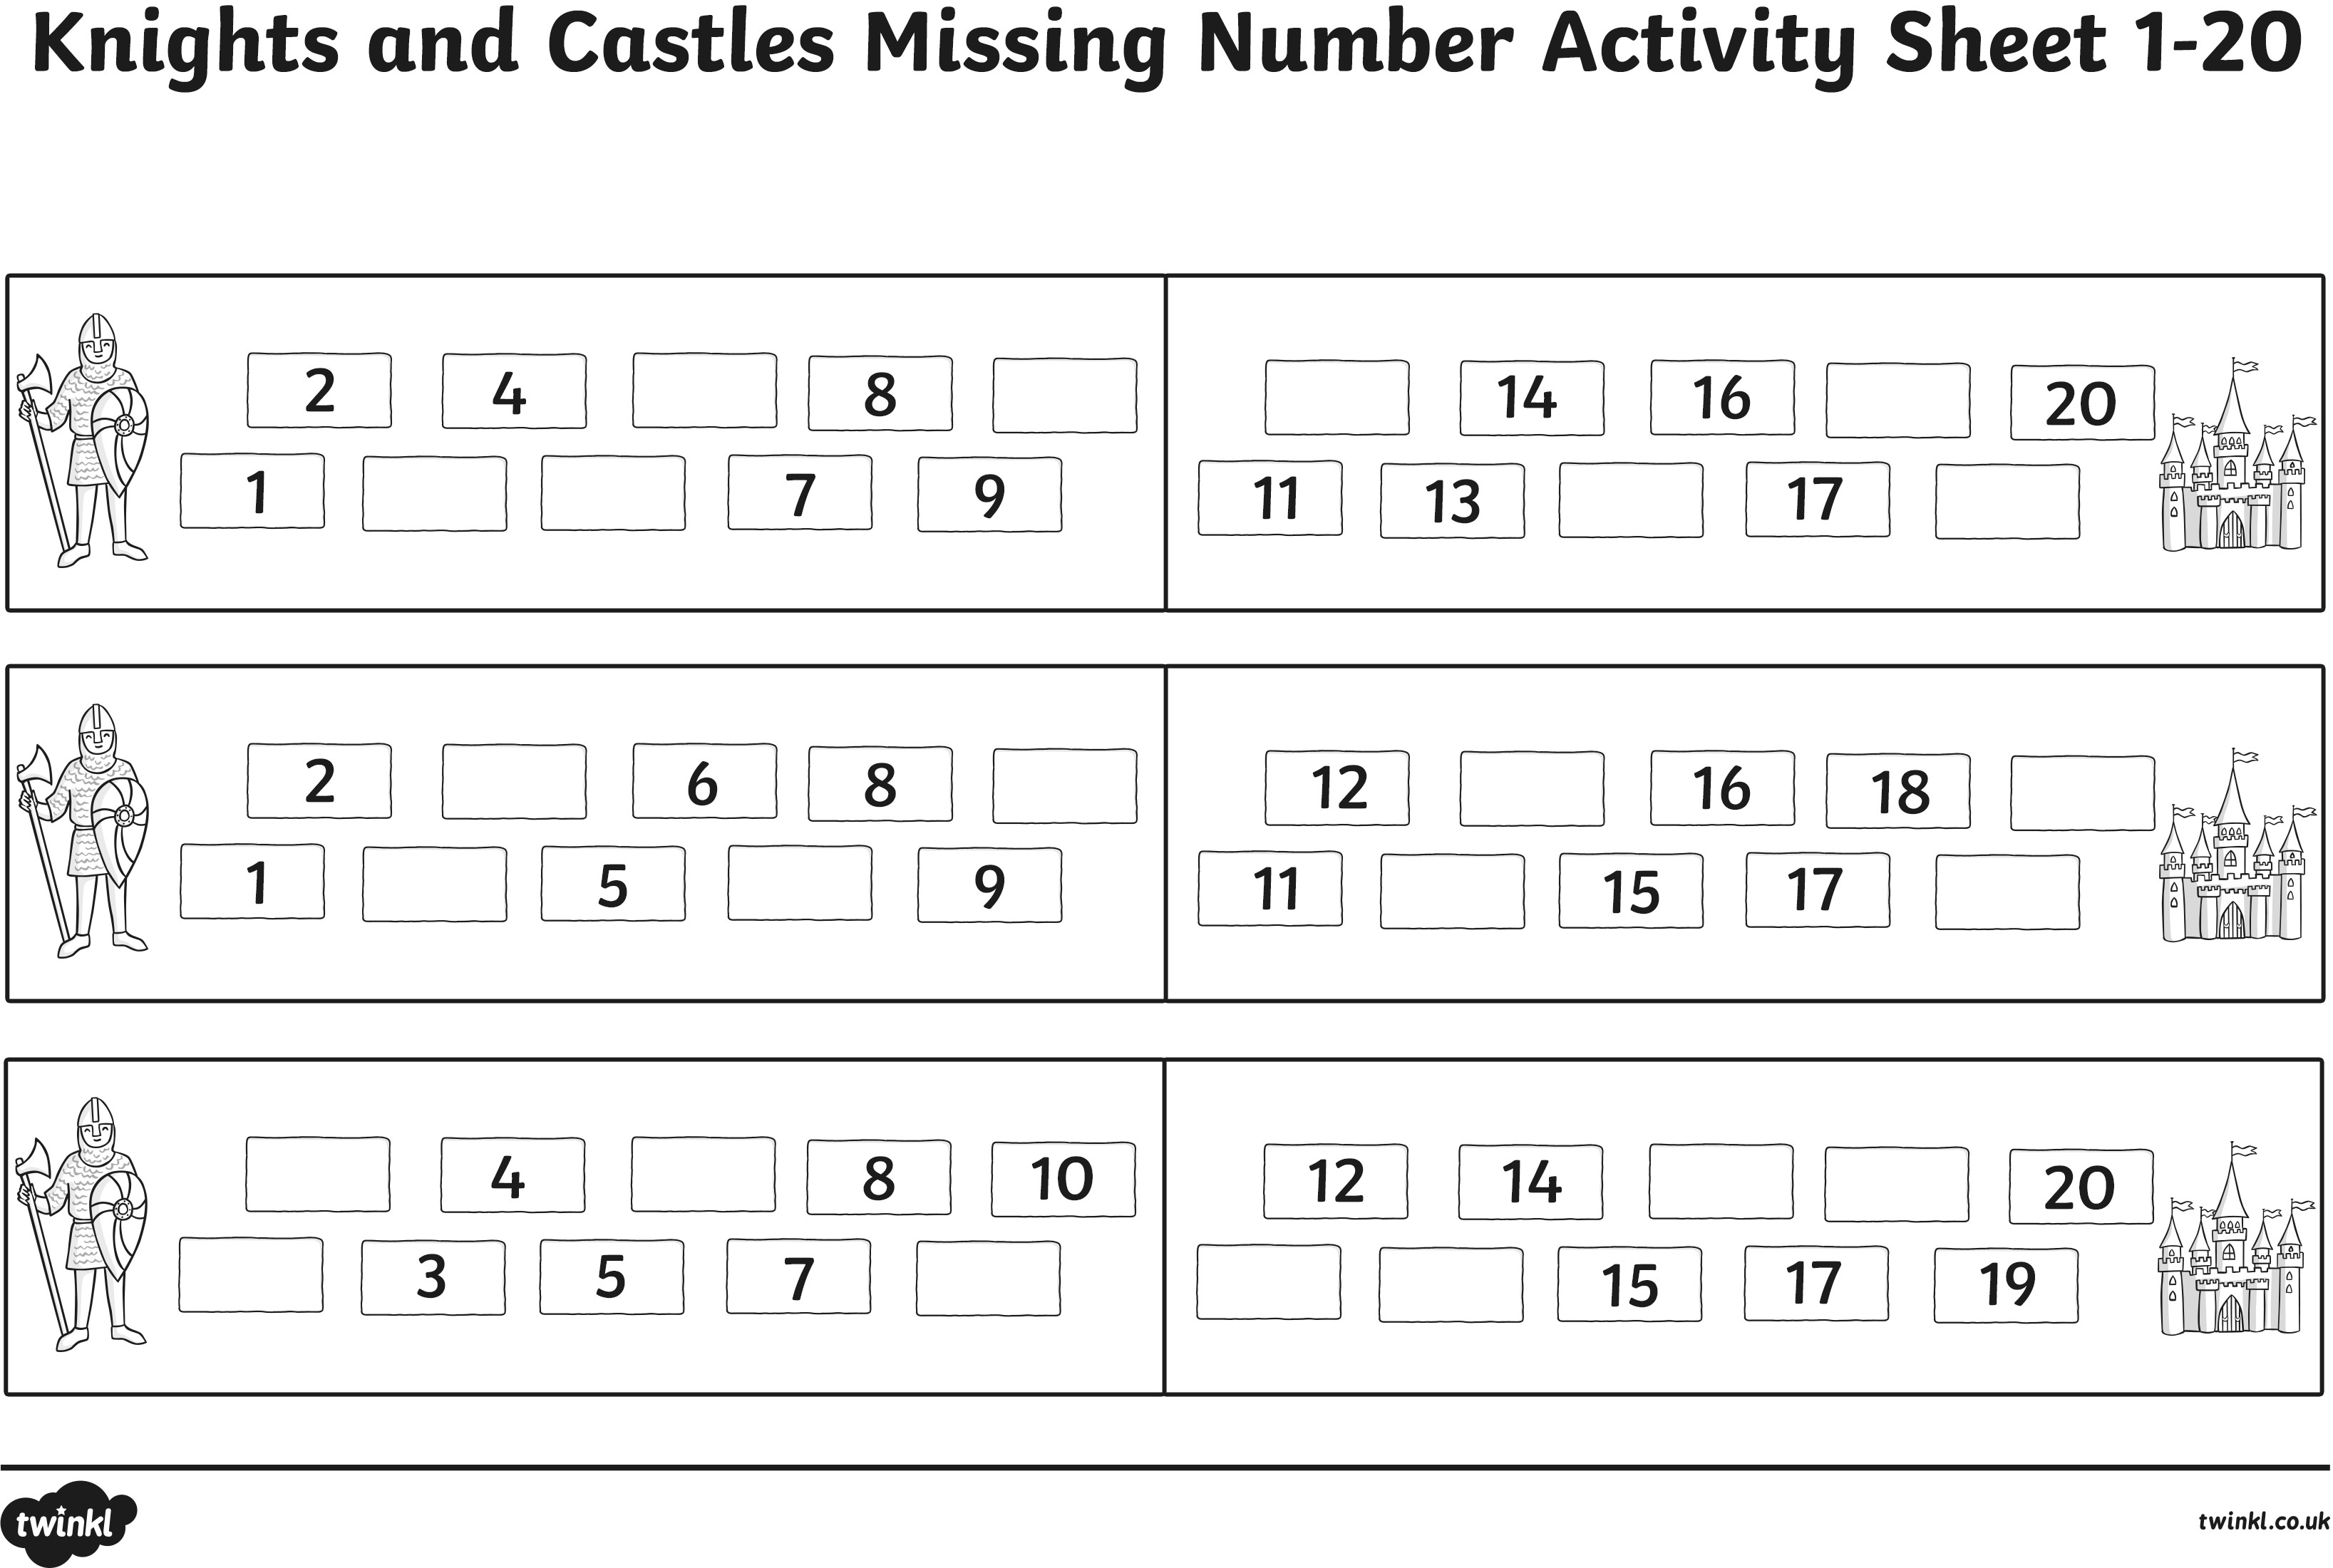 Knights and Castles Missing Number Activity Sheet 1-20
2 4 8 14 16 20
1 7 9 11 13 17
2 6 8 12 16 18
1 5 9 11 15 17
4 8 10 12 14 20
3 5 7 15 17 19
twinkl
twinkl.co.uk